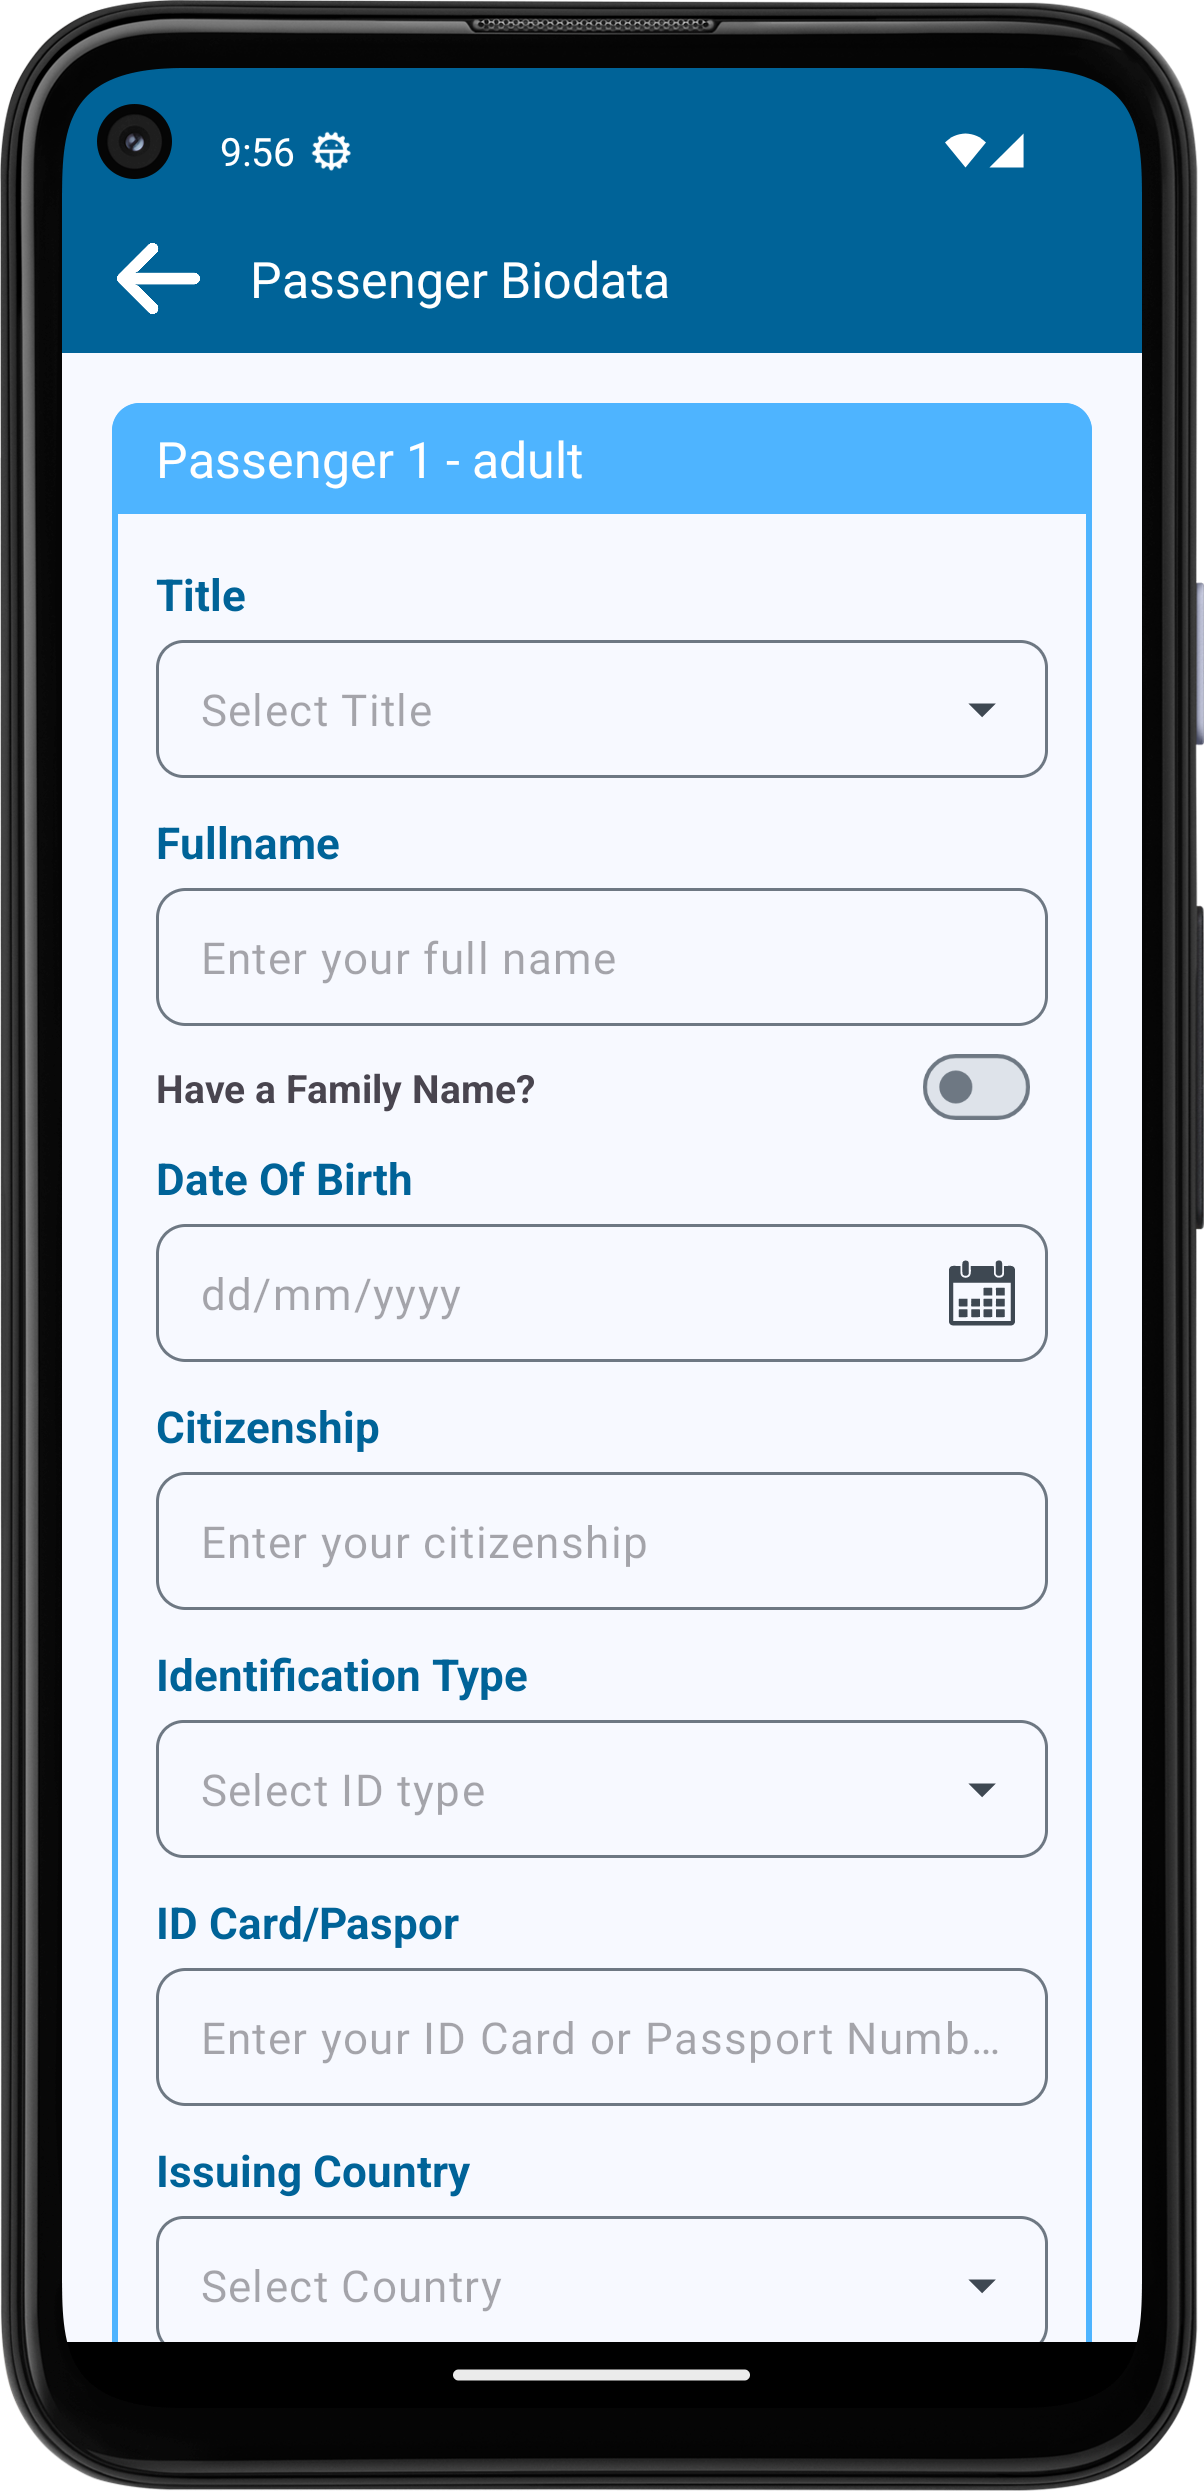 9:56
Passenger Biodata
Passenger 1 - adult
Title
Select Title
Fullname
Enter your full name
Have a Family Name?
Date Of Birth
dd/mm/yyyy
Citizenship
Enter your citizenship
Identification Type
Select ID type
ID Card/Paspor
Enter your ID Card or Passport Numb...
Issuing Country
Select Country